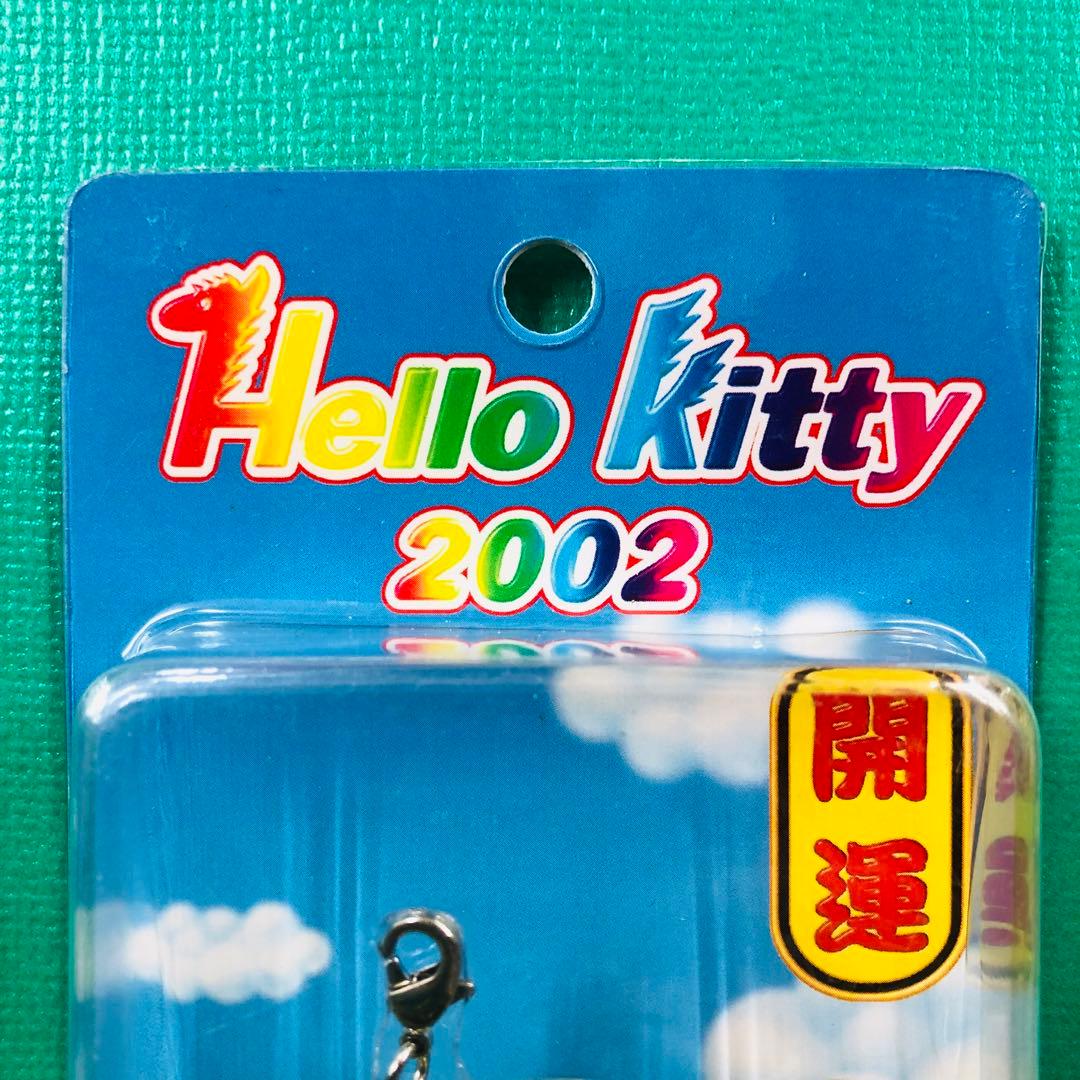 Hello Kitty
2002
開
運